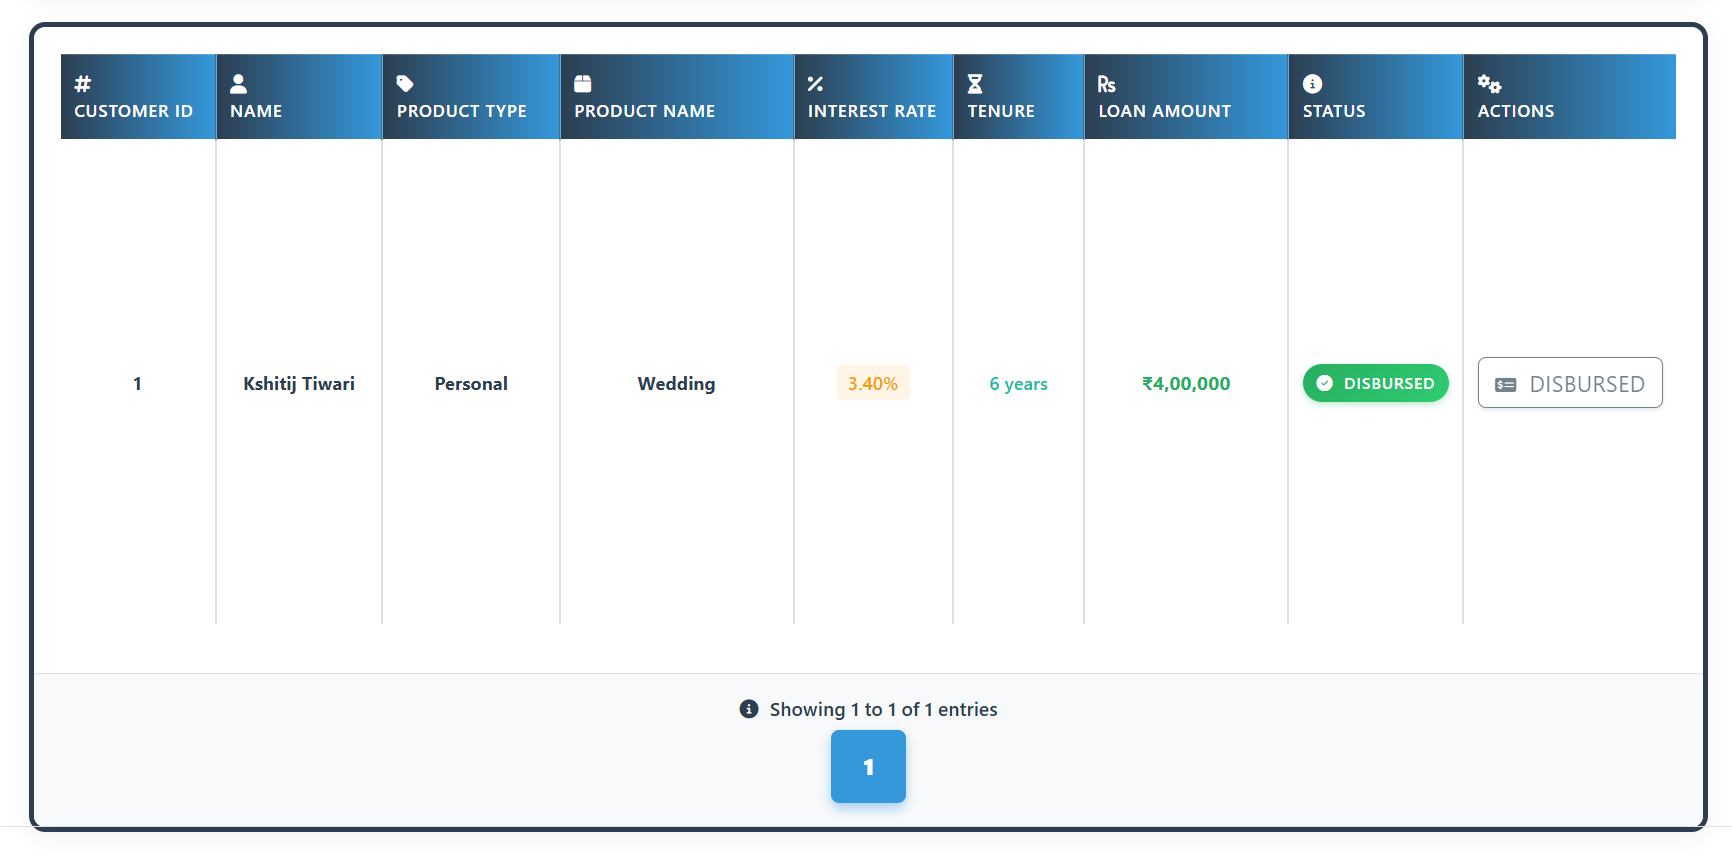 CUSTOMER ID NAME PRODUCT TYPE PRODUCT NAME INTEREST RATE TENURE LOAN AMOUNT STATUS ACTIONS
1 Kshitij Tiwari Personal Wedding 3.40% 6 years ₹4,00,000 DISBURSED DISBURSED
Showing 1 to 1 of 1 entries
1